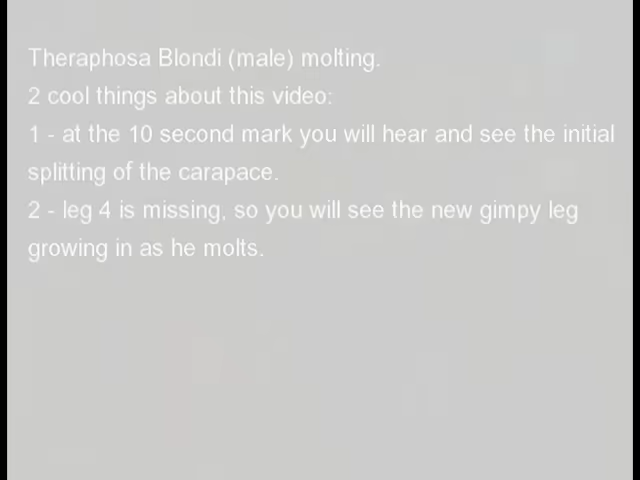 Theraphosa Blondi (male) molting.
2 cool things about this video:
1 - at the 10 second mark you will hear and see the initial
splitting of the carapace.
2 - leg 4 is missing, so you will see the new gimpy leg
growing in as he molts.